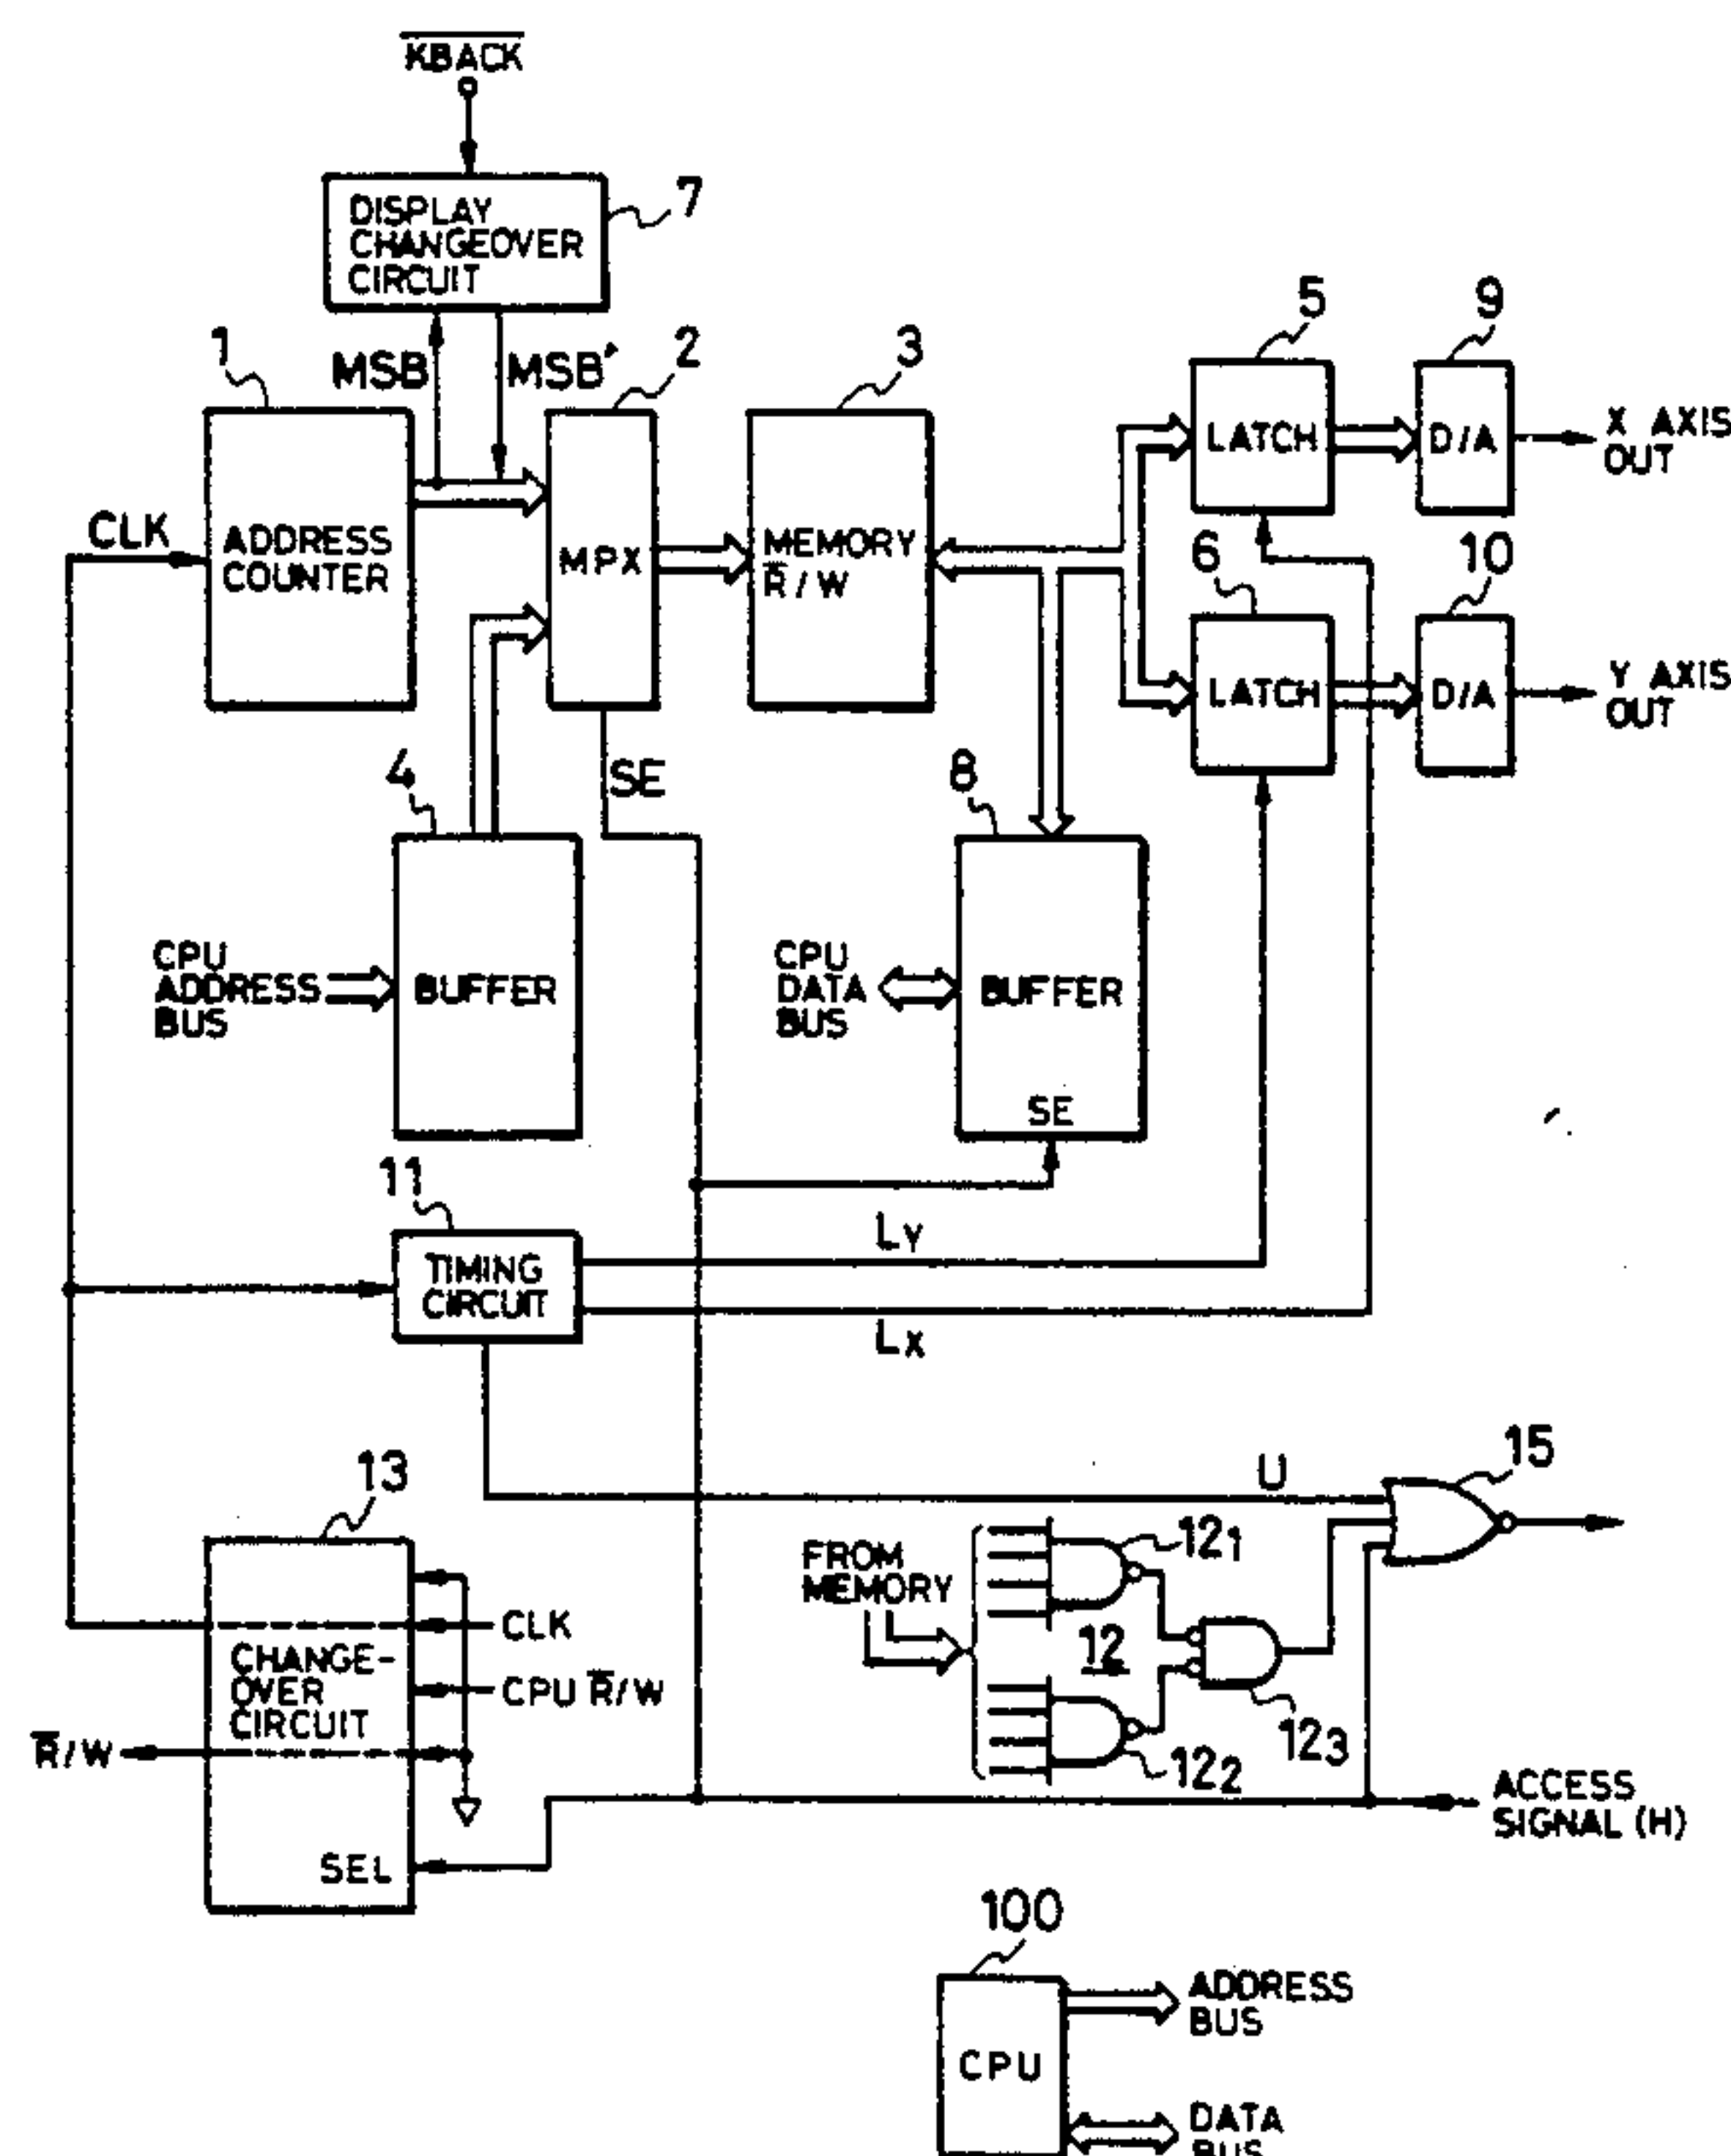 K̅B̅A̅C̅K̅
DISPLAY
CHANGEOVER
CIRCUIT
7
1
MSB
MSB'
2
3
5
9
CLK
ADDRESS
COUNTER
MPX
MEMORY
R̅/W
LATCH
D/A
X AXIS
OUT
6
10
LATCH
D/A
Y AXIS
OUT
4
SE
8
CPU
ADDRESS
BUS
BUFFER
CPU
DATA
BUS
BUFFER
SE
11
TIMING
CIRCUIT
LY
LX
13
U
15
FROM
MEMORY
12₁
CLK
CHANGE-
OVER
CIRCUIT
12
CPU R̅/W
R̅/W
12₃
12₂
ACCESS
SIGNAL (H)
SEL
100
CPU
ADDRESS
BUS
DATA
BUS